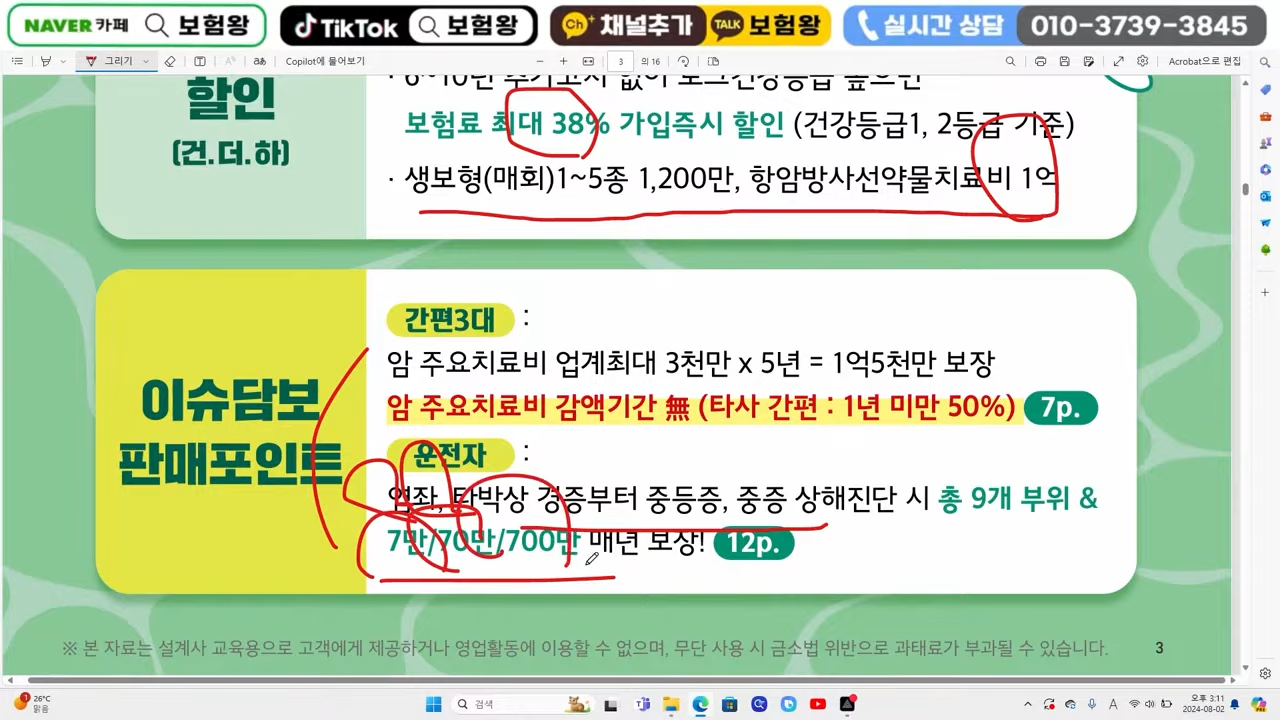 NAVER 카페 보험왕 TikTok 보험왕 Ch+ 채널추가 TALK 보험왕 실시간 상담 010-3739-3845
그리기 Copilot에 물어보기 3 의 16 Acrobat으로 편집
할인
(건.더.하)
보험료 최대 38% 가입즉시 할인 (건강등급1, 2등급 기준)
· 생보형(매회)1~5종 1,200만, 항암방사선약물치료비 1억
이슈담보
판매포인트
간편3대 :
암 주요치료비 업계최대 3천만 x 5년 = 1억5천만 보장
암 주요치료비 감액기간 無 (타사 간편 : 1년 미만 50%) 7p.
운전자 :
염좌, 타박상 경증부터 중등증, 중증 상해진단 시 총 9개 부위 &
7만/70만/700만 매년 보상! 12p.
※ 본 자료는 설계사 교육용으로 고객에게 제공하거나 영업활동에 이용할 수 없으며, 무단 사용 시 금소법 위반으로 과태료가 부과될 수 있습니다. 3
26°C
맑음
검색
오후 3:11
2024-08-02